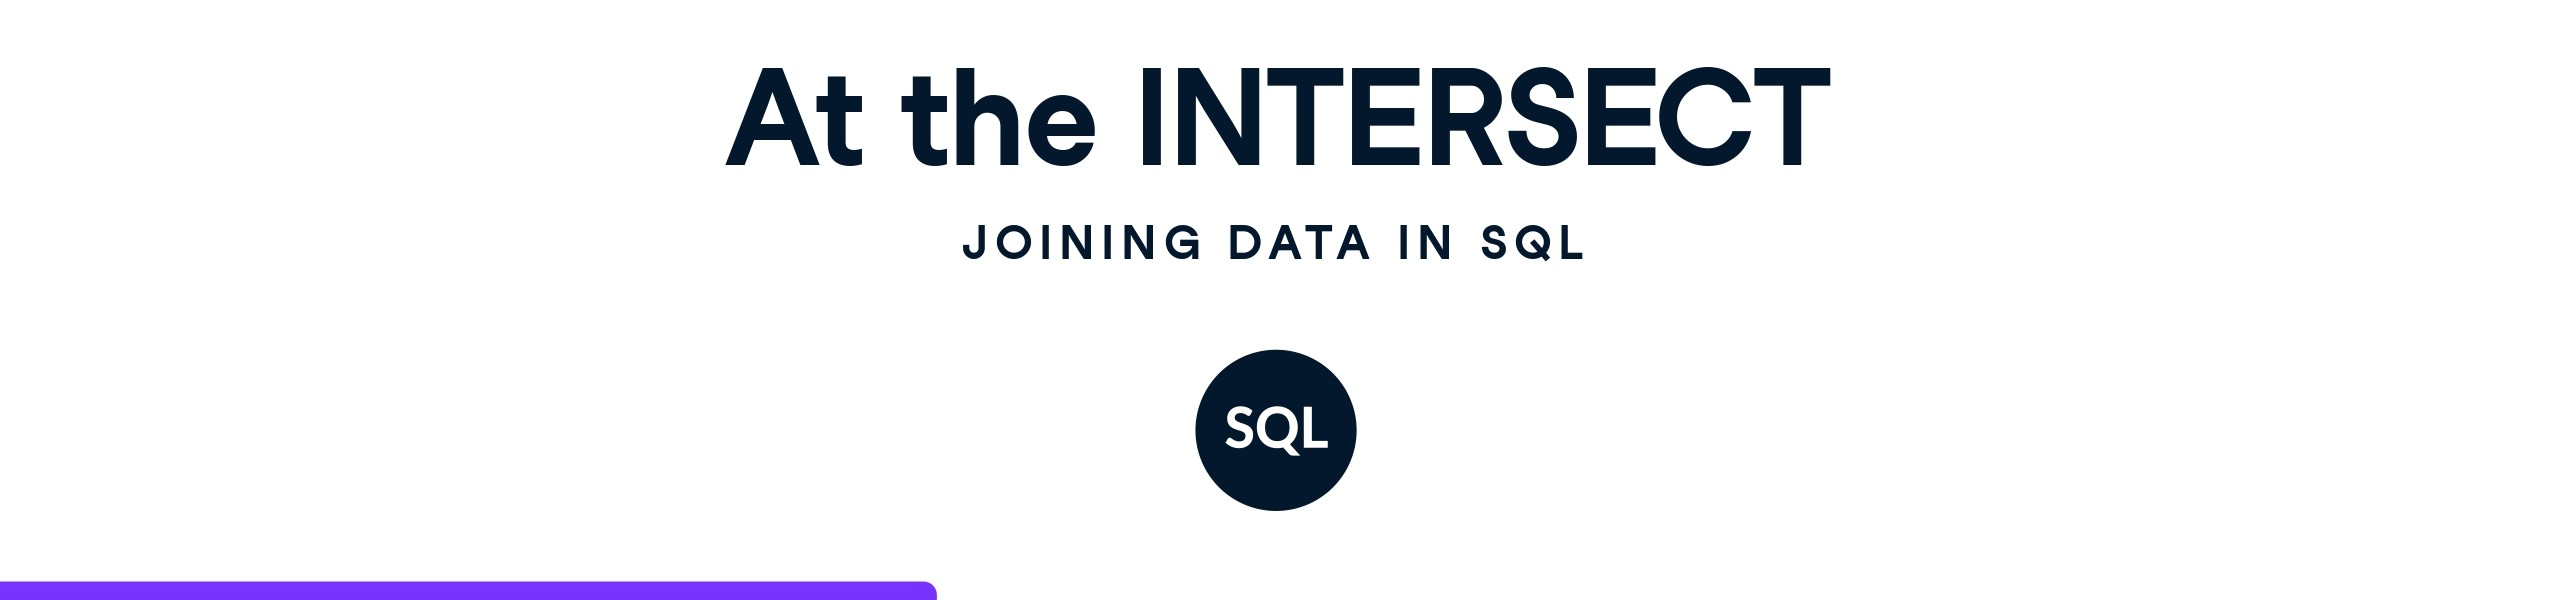 At the INTERSECT
JOINING DATA IN SQL
SQL